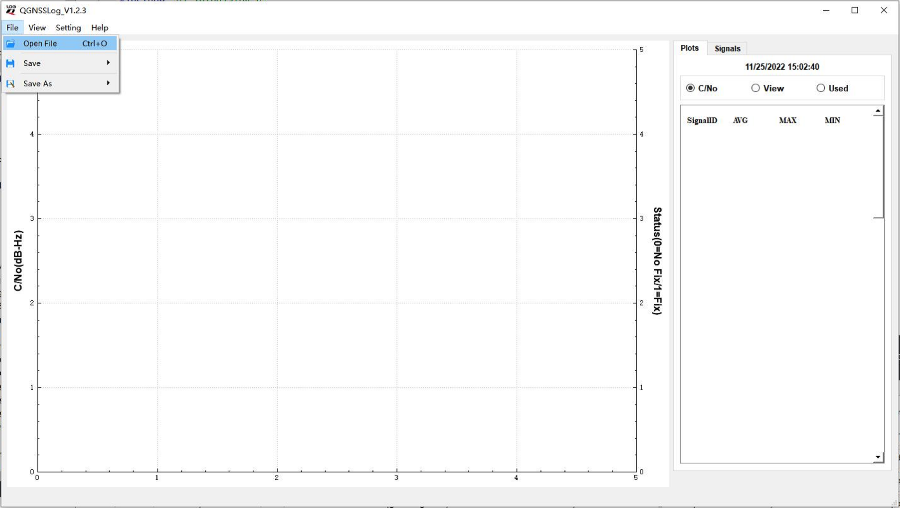 QGNSSLog_V1.2.3
File View Setting Help
Open File Ctrl+O
Save
Save As
Plots Signals
11/25/2022 15:02:40
C/No View Used
SignalID AVG MAX MIN
5
4
3
2
1
0
0 1 2 3 4 5
C/No(dB-Hz)
5
4
3
2
1
0
Status(0=No Fix/1=Fix)